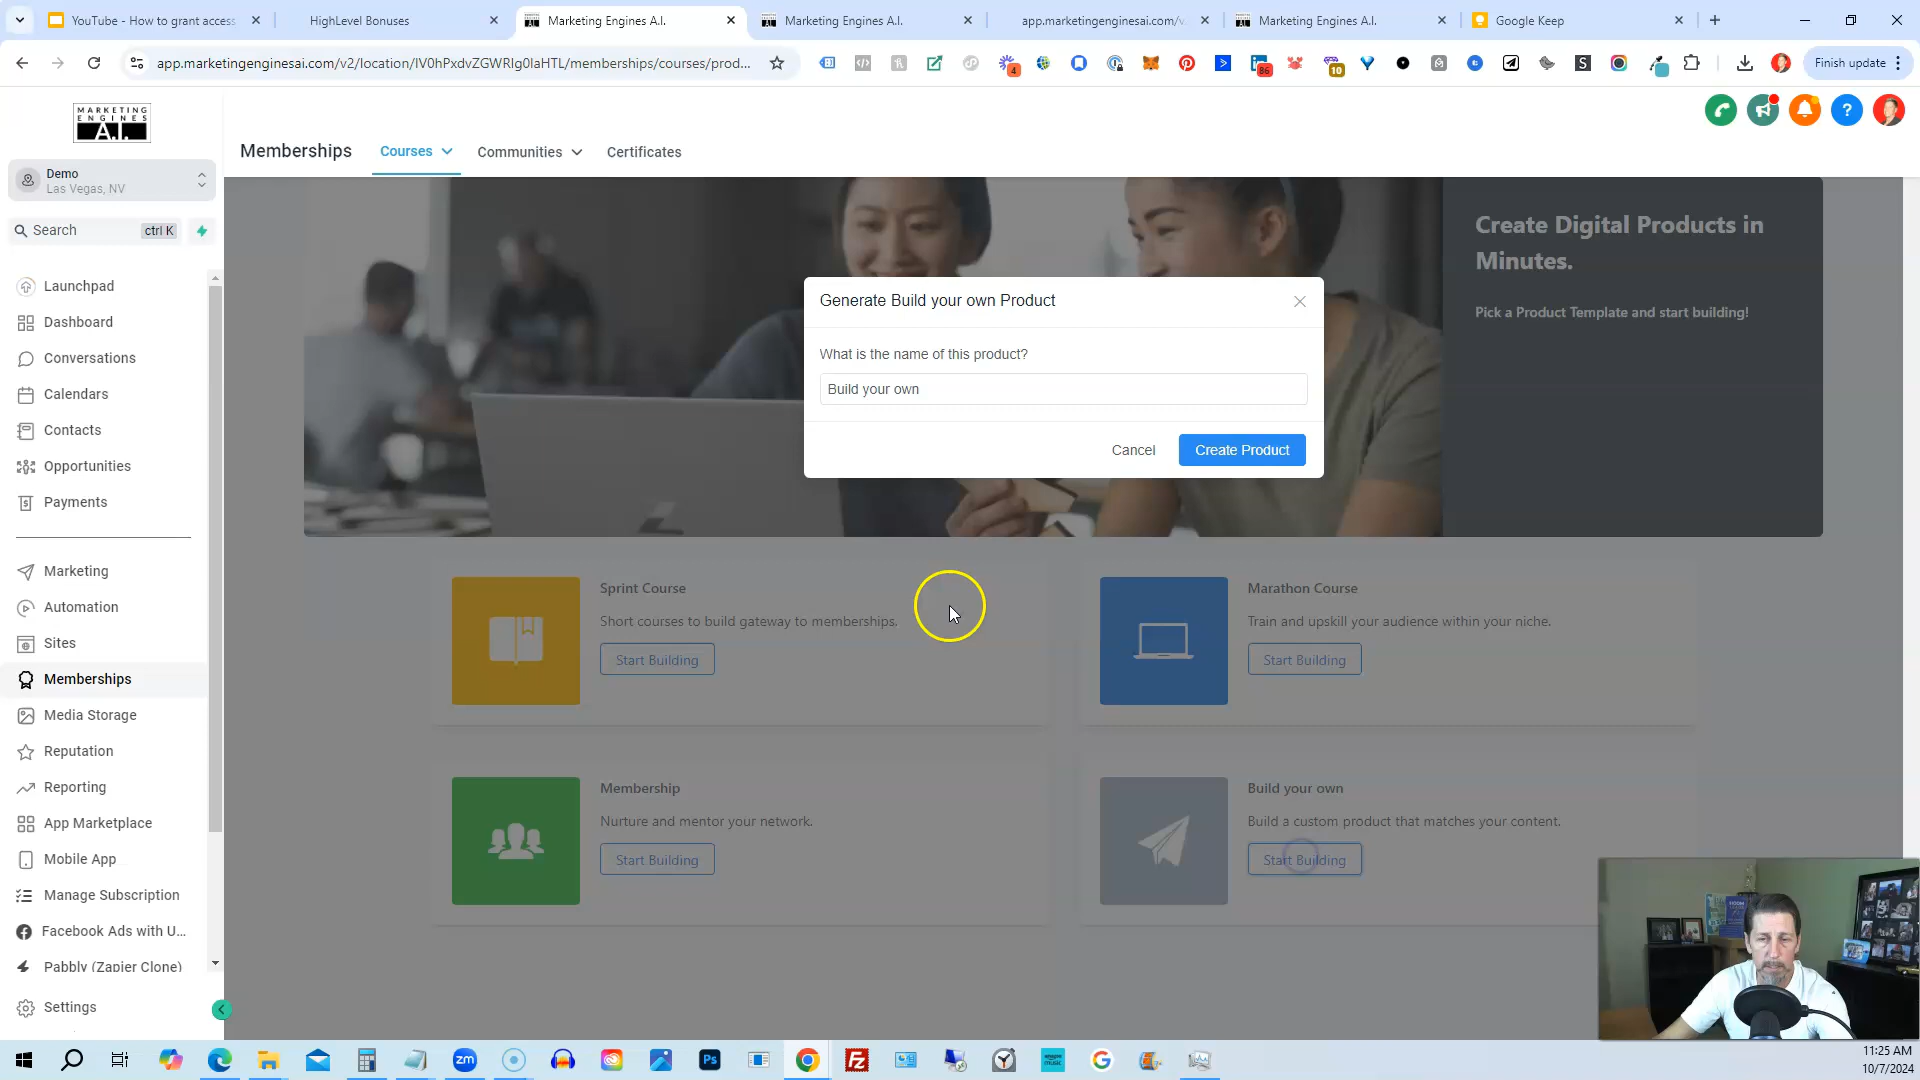 YouTube - How to grant access
HighLevel Bonuses
Marketing Engines A.I.
Marketing Engines A.I.
app.marketingenginesai.com/v
Marketing Engines A.I.
Google Keep
app.marketingenginesai.com/v2/location/IV0hPxdvZGWRIg0IaHTL/memberships/courses/prod...
4
86
10
Finish update
MARKETING
ENGINES
A.I.
Demo
Las Vegas, NV
Search
ctrl K
Launchpad
Dashboard
Conversations
Calendars
Contacts
Opportunities
Payments
Marketing
Automation
Sites
Memberships
Media Storage
Reputation
Reporting
App Marketplace
Mobile App
Manage Subscription
Facebook Ads with U...
Pabbly (Zapier Clone)
Settings
Memberships
Courses
Communities
Certificates
Create Digital Products in
Minutes.
Pick a Product Template and start building!
Generate Build your own Product
What is the name of this product?
Build your own
Cancel
Create Product
Sprint Course
Short courses to build gateway to memberships.
Start Building
Marathon Course
Train and upskill your audience within your niche.
Start Building
Membership
Nurture and mentor your network.
Start Building
Build your own
Build a custom product that matches your content.
Start Building
zm
Ps
11:25 AM
10/7/2024